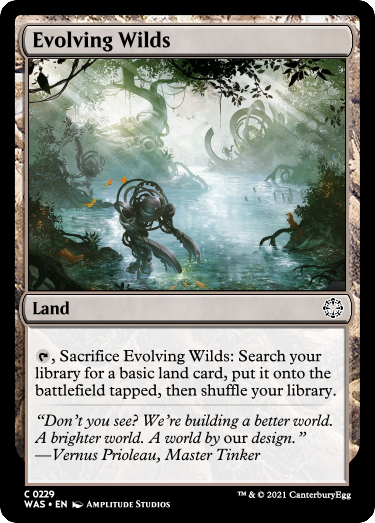 Evolving Wilds
Land
, Sacrifice Evolving Wilds: Search your
library for a basic land card, put it onto the
battlefield tapped, then shuffle your library.
“Don’t you see? We’re building a better world.
A brighter world. A world by our design.”
—Vernus Prioleau, Master Tinker
C 0229
WAS • EN Amplitude Studios
™ & © 2021 CanterburyEgg